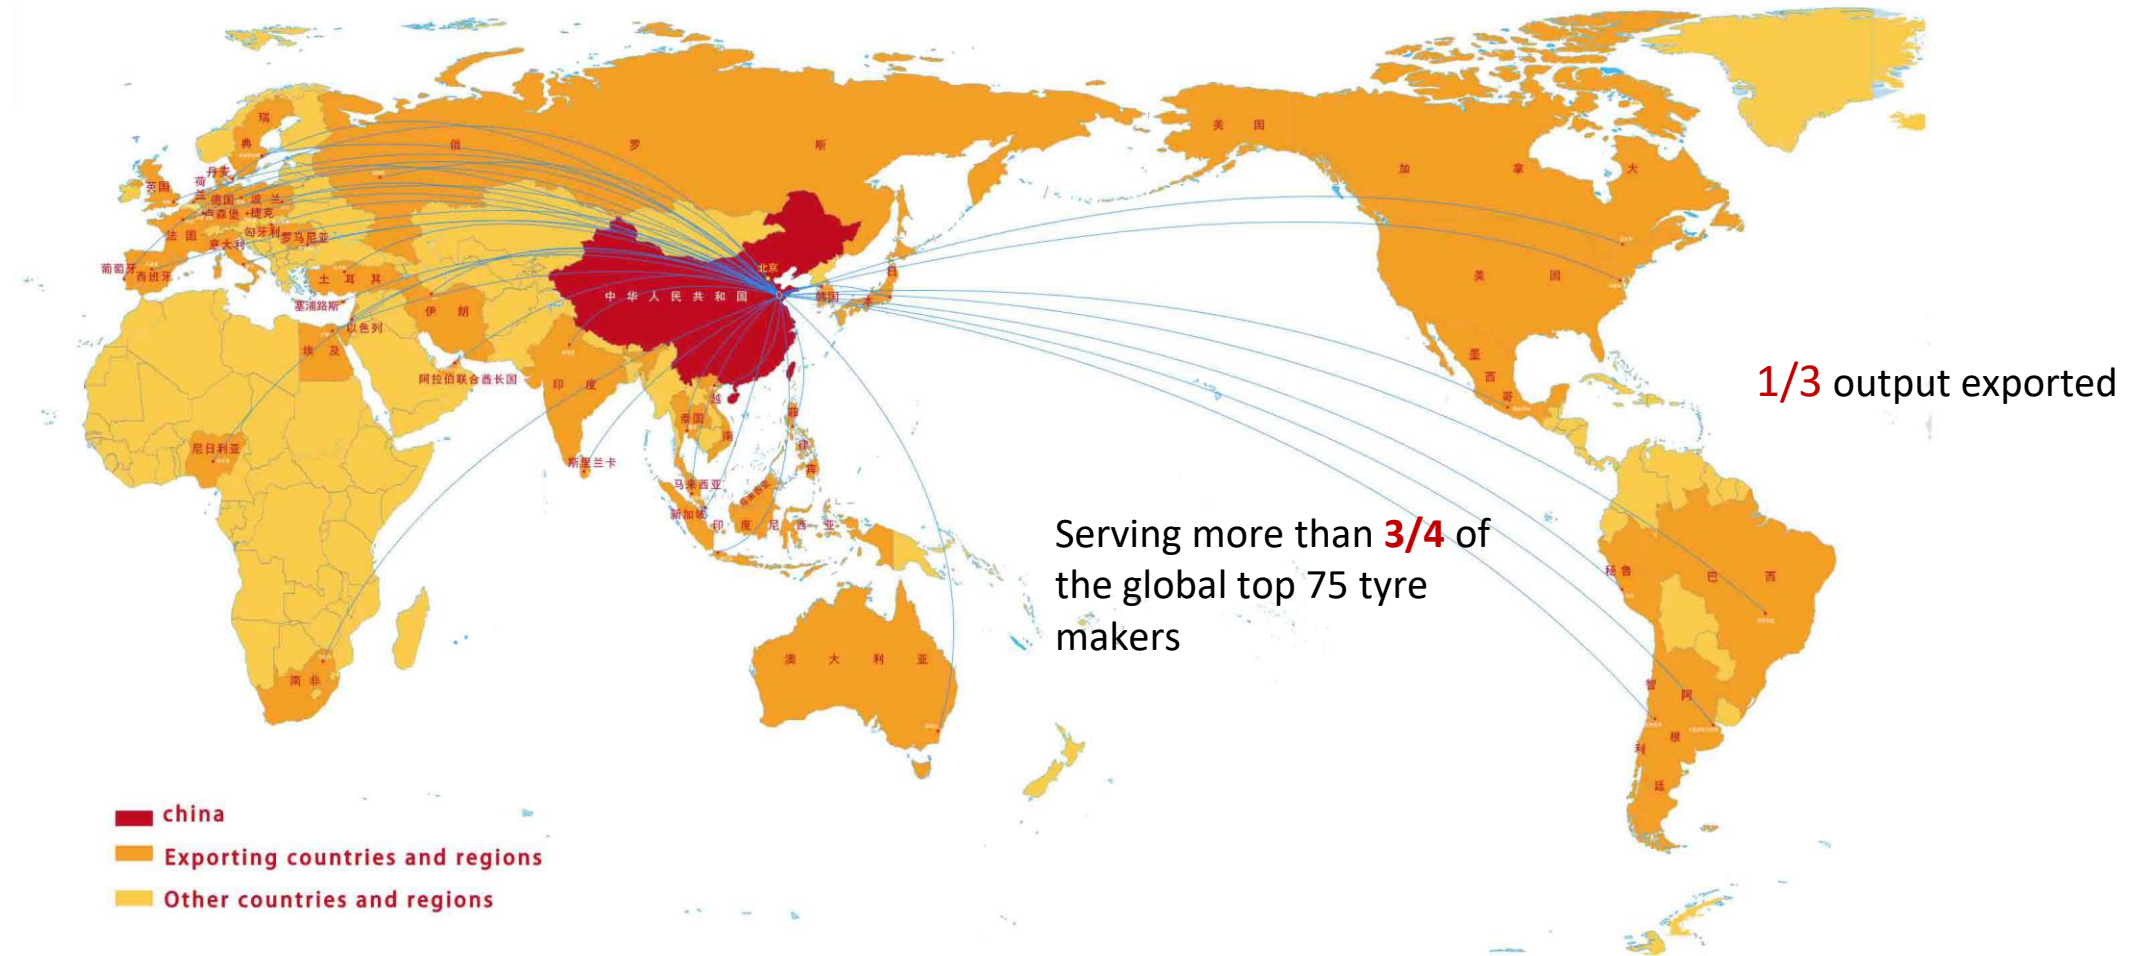 瑞典
俄罗斯
美国
加拿大
丹麦
荷兰
英国
德国
波兰
卢森堡
捷克
法国
匈牙利
罗马尼亚
意大利
葡萄牙
西班牙
土耳其
北京
中华人民共和国
韩国
日本
美国
塞浦路斯
以色列
伊朗
埃及
阿拉伯联合酋长国
印度
越南
泰国
菲律宾
墨西哥
1/3 output exported
尼日利亚
斯里兰卡
马来西亚
马来西亚
新加坡
印度尼西亚
Serving more than 3/4 of
the global top 75 tyre
makers
秘鲁
巴西
澳大利亚
南非
智利
阿根廷
china
Exporting countries and regions
Other countries and regions